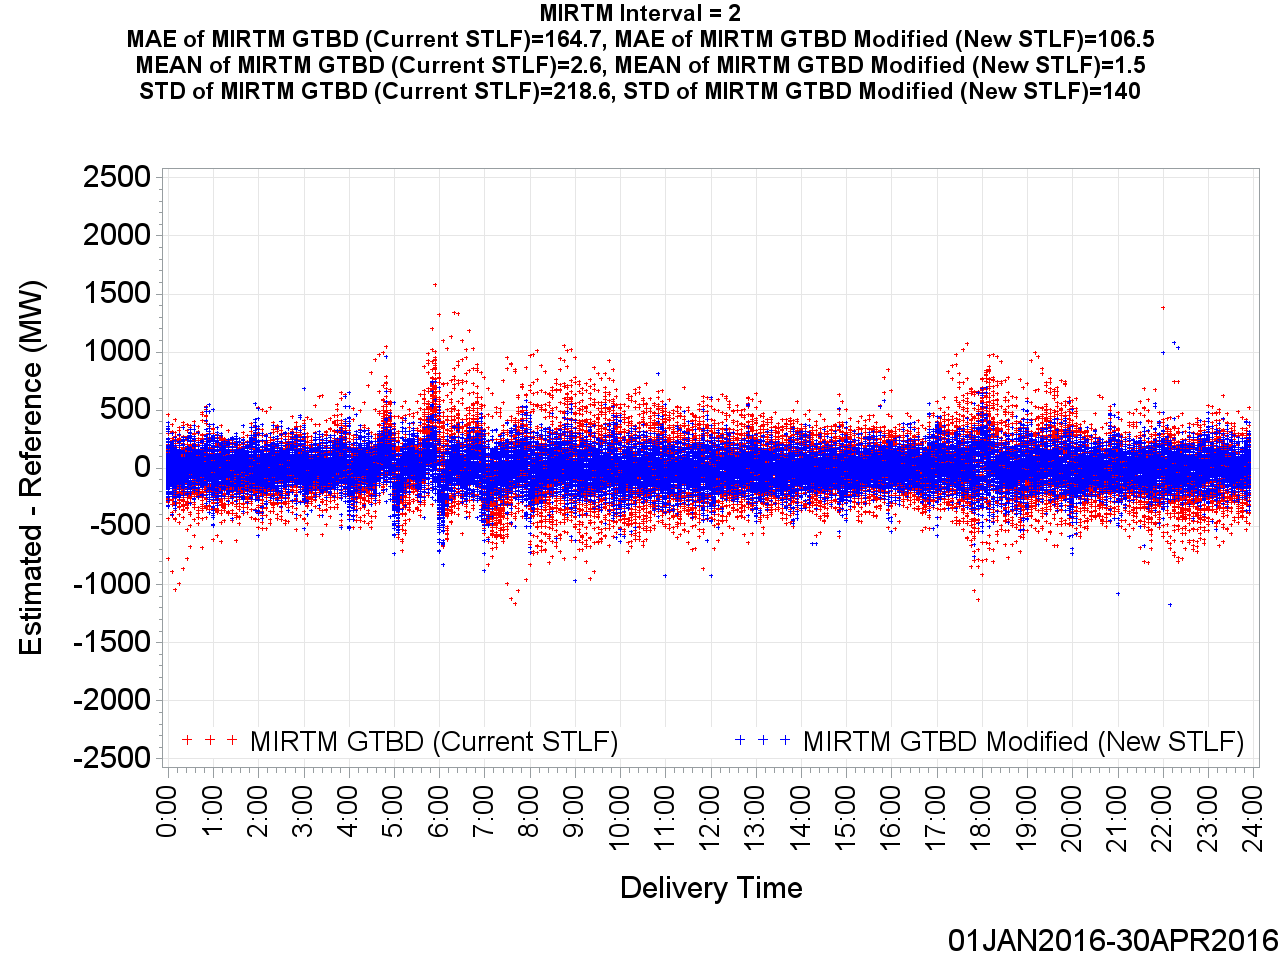 MIRTM Interval = 2
MAE of MIRTM GTBD (Current STLF)=164.7, MAE of MIRTM GTBD Modified (New STLF)=106.5
MEAN of MIRTM GTBD (Current STLF)=2.6, MEAN of MIRTM GTBD Modified (New STLF)=1.5
STD of MIRTM GTBD (Current STLF)=218.6, STD of MIRTM GTBD Modified (New STLF)=140
Estimated - Reference (MW)
2500
2000
1500
1000
500
0
-500
-1000
-1500
-2000
-2500
MIRTM GTBD (Current STLF) MIRTM GTBD Modified (New STLF)
0:00 1:00 2:00 3:00 4:00 5:00 6:00 7:00 8:00 9:00 10:00 11:00 12:00 13:00 14:00 15:00 16:00 17:00 18:00 19:00 20:00 21:00 22:00 23:00 24:00
Delivery Time
01JAN2016-30APR2016